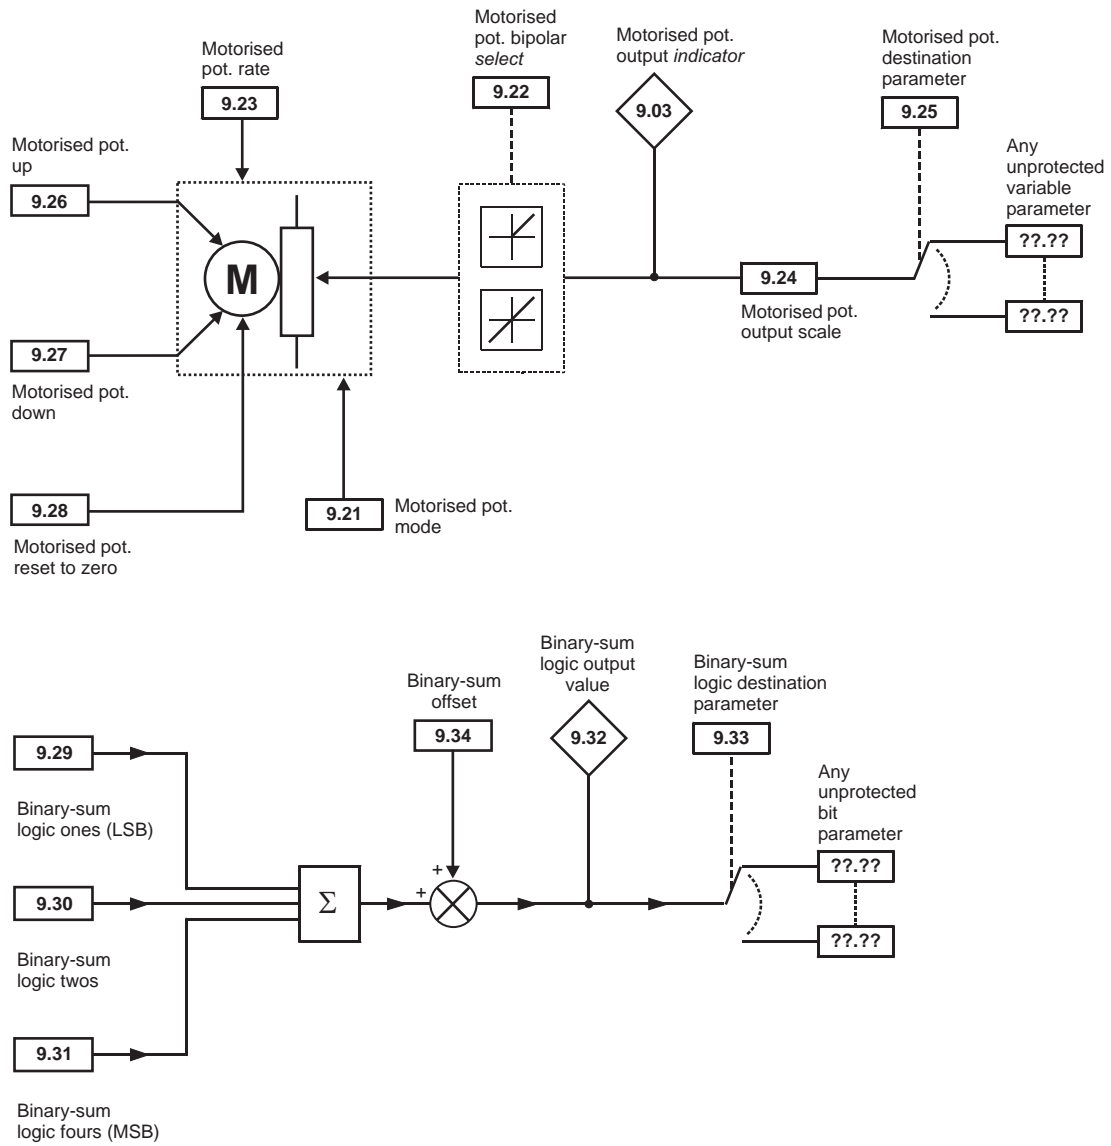 Motorised
pot. rate
9.23
Motorised
pot. bipolar
select
9.22
Motorised pot.
output indicator
9.03
Motorised pot.
destination
parameter
9.25
Any
unprotected
variable
parameter
??.??
??.??
Motorised pot.
up
9.26
M
9.24
Motorised pot.
output scale
9.27
Motorised pot.
down
9.28
Motorised pot.
reset to zero
9.21
Motorised pot.
mode
Binary-sum
offset
9.34
Binary-sum
logic output
value
9.32
Binary-sum
logic destination
parameter
9.33
Any
unprotected
bit
parameter
??.??
??.??
9.29
Binary-sum
logic ones (LSB)
9.30
Σ
+
+
Binary-sum
logic twos
9.31
Binary-sum
logic fours (MSB)